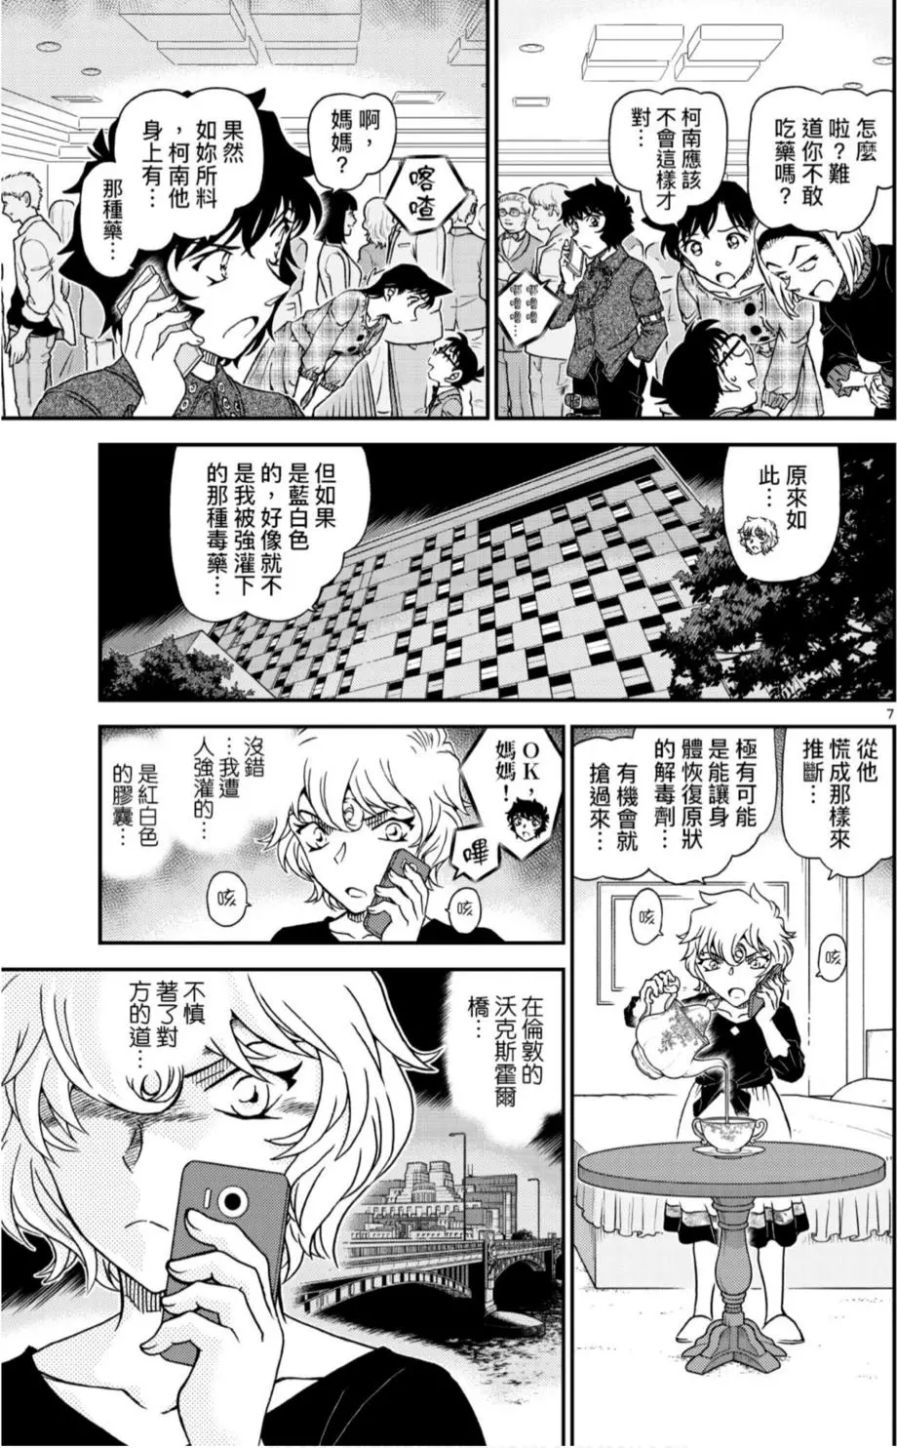 怎麼
啦？難
道你不敢
吃藥嗎？
柯南應該
不會這樣才
對…
嘟嚕嚕
嘟嚕嚕…
喀喳
啊，
媽媽？
果然
如妳所料
，柯南他
身上有…
那種藥…
原來如
此…
但如果
是藍白色
的，好像就不
是我被強灌下
的那種毒藥…
7
從他
慌成那樣來
推斷…
極有可能
是能讓身
體恢復原狀
的解毒劑…
有機會就
搶過來…
咳
咳
OK，
媽媽！
嗶
咳
沒錯
…我遭
人強灌的…
咳
是紅白色
的膠囊…
在倫敦的
沃克斯霍爾
橋…
不慎
著了對
方的道…